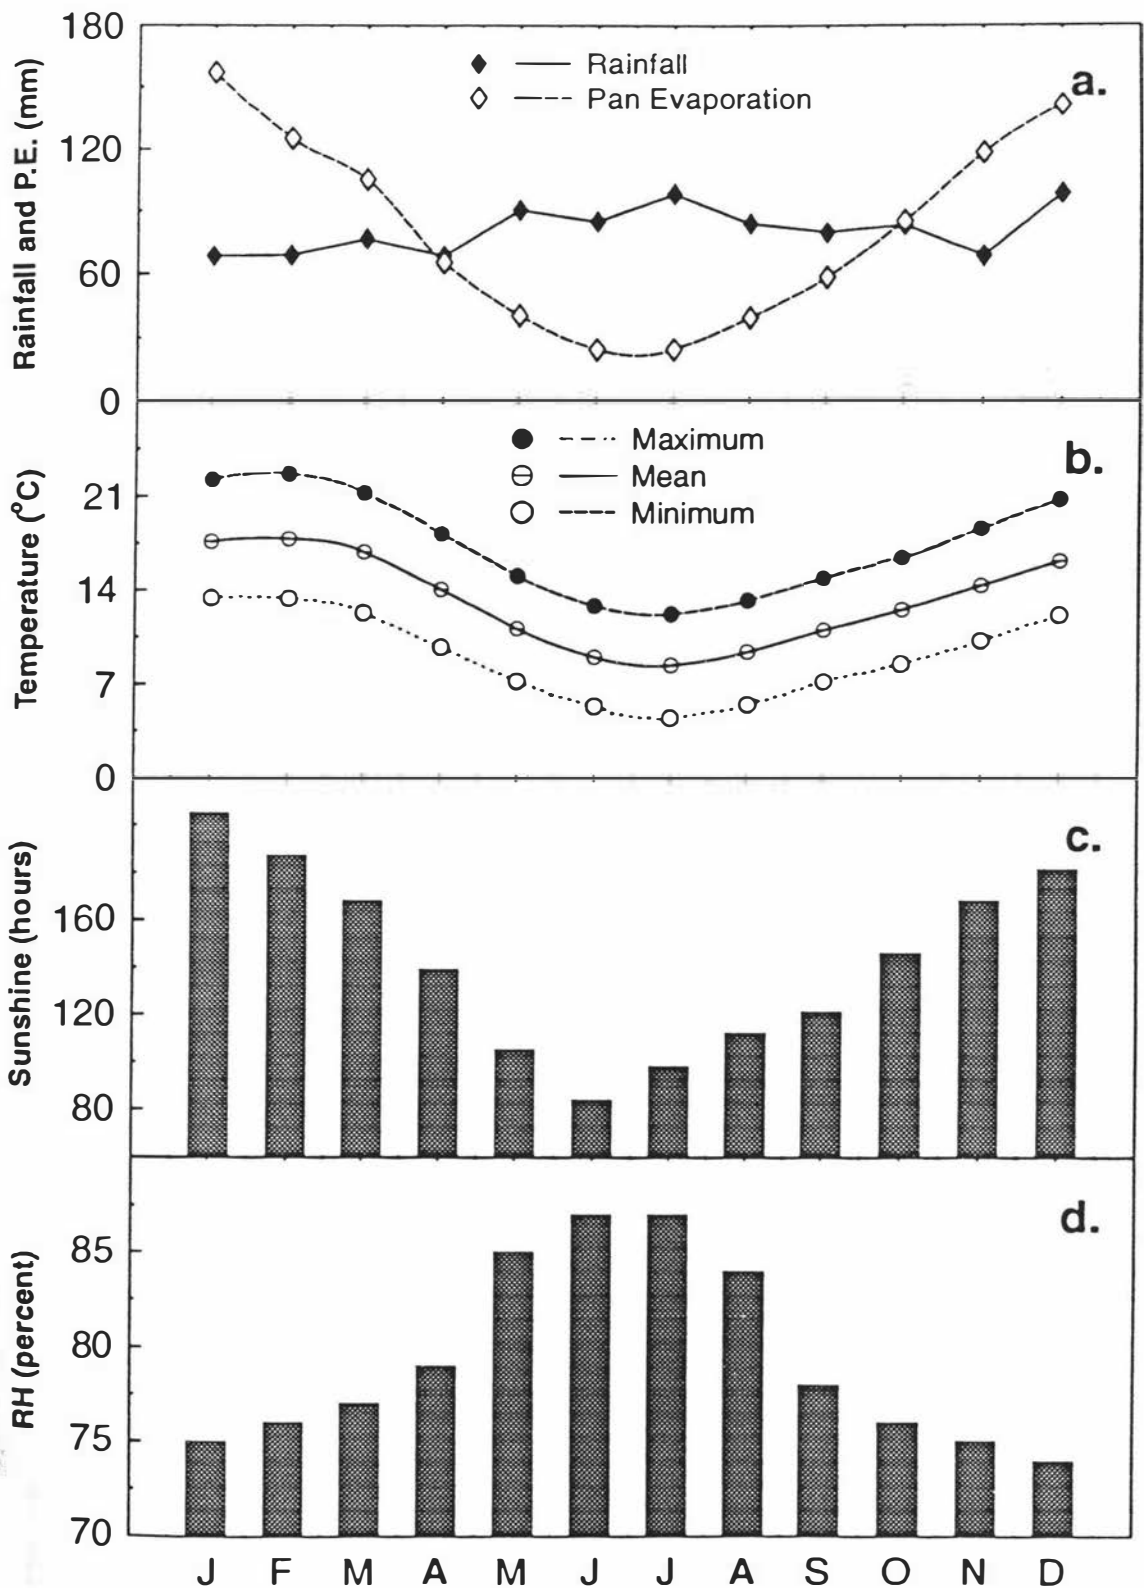 180
120
60
0
Rainfall and P.E. (mm)
Rainfall
Pan Evaporation
a.
21
14
7
0
Temperature (°C)
Maximum
Mean
Minimum
b.
160
120
80
Sunshine (hours)
c.
85
80
75
70
RH (percent)
d.
J F M A M J J A S O N D